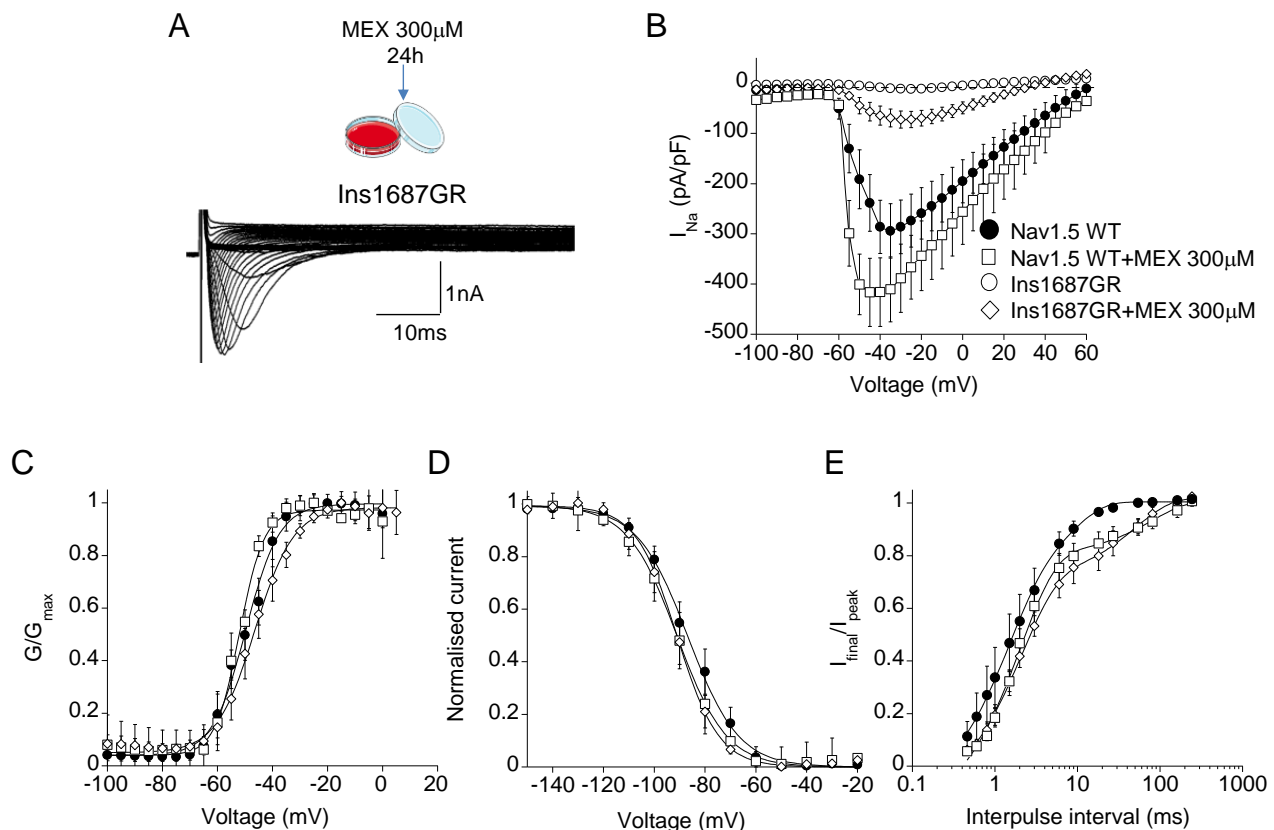 A
MEX 300µM
24h
Ins1687GR
1nA
10ms
B
0
-100
-200
-300
-400
-500
I_Na (pA/pF)
Nav1.5 WT
Nav1.5 WT+MEX 300µM
Ins1687GR
Ins1687GR+MEX 300µM
-100 -80 -60 -40 -20 0 20 40 60
Voltage (mV)
C
1
0.8
0.6
0.4
0.2
0
G/G_max
-100 -80 -60 -40 -20 0 20
Voltage (mV)
D
1
0.8
0.6
0.4
0.2
0
Normalised current
-140 -120 -100 -80 -60 -40 -20
Voltage (mV)
E
1
0.8
0.6
0.4
0.2
0
I_final/I_peak
0.1 1 10 100 1000
Interpulse interval (ms)